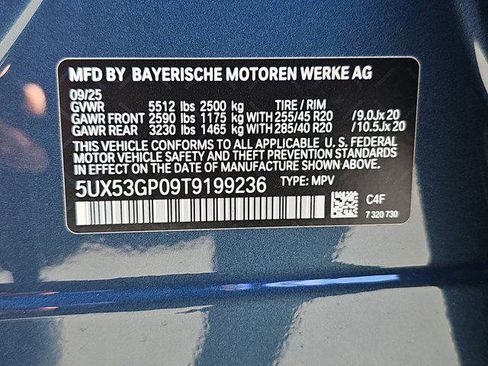 MFD BY BAYERISCHE MOTOREN WERKE AG
09/25
GVWR 5512 lbs 2500 kg TIRE / RIM
GAWR FRONT 2590 lbs 1175 kg WITH 255/45 R20 / 9.0Jx 20
GAWR REAR 3230 lbs 1465 kg WITH 285/40 R20 / 10.5Jx 20
THIS VEHICLE CONFORMS TO ALL APPLICABLE U. S. FEDERAL
MOTOR VEHICLE SAFETY STANDARDS IN EFFECT ON THE
DATE OF MANUFACTURE SHOWN ABOVE.
5UX53GP09T9199236 TYPE: MPV
C4F
7 320 730